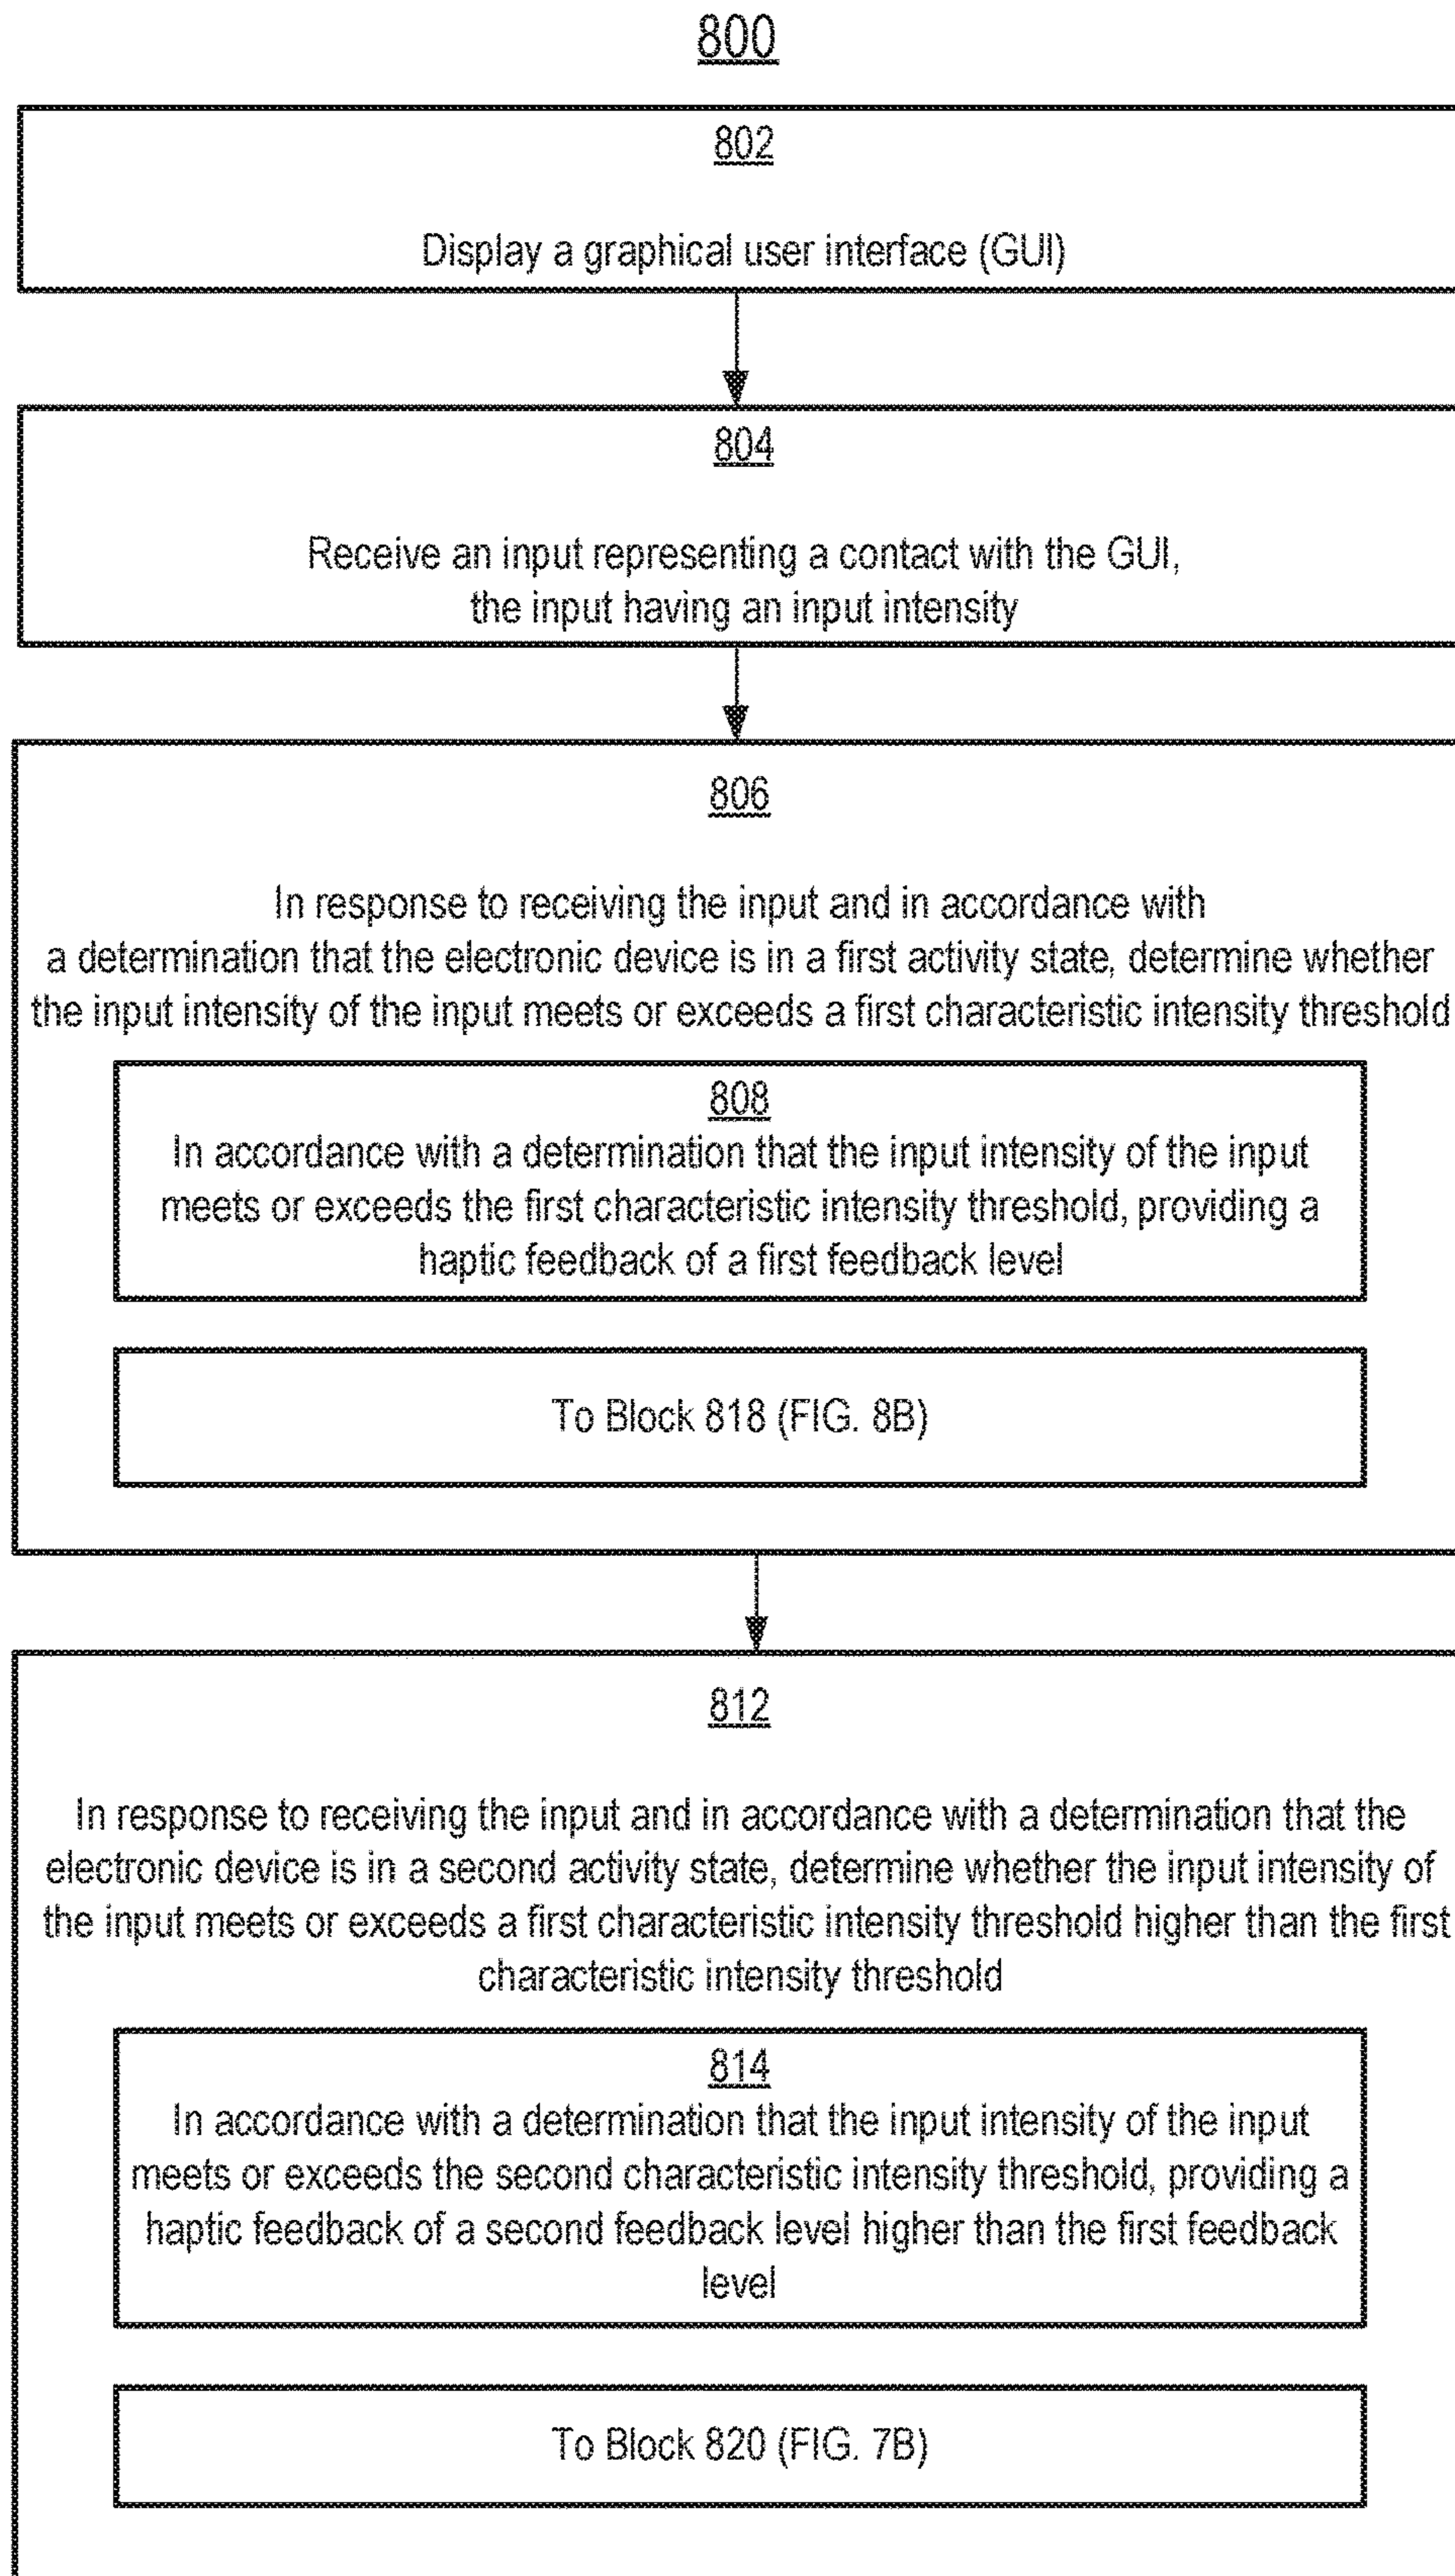 800
802
Display a graphical user interface (GUI)
804
Receive an input representing a contact with the GUI,
the input having an input intensity
806
In response to receiving the input and in accordance with
a determination that the electronic device is in a first activity state, determine whether
the input intensity of the input meets or exceeds a first characteristic intensity threshold
808
In accordance with a determination that the input intensity of the input
meets or exceeds the first characteristic intensity threshold, providing a
haptic feedback of a first feedback level
To Block 818 (FIG. 8B)
812
In response to receiving the input and in accordance with a determination that the
electronic device is in a second activity state, determine whether the input intensity of
the input meets or exceeds a first characteristic intensity threshold higher than the first
characteristic intensity threshold
814
In accordance with a determination that the input intensity of the input
meets or exceeds the second characteristic intensity threshold, providing a
haptic feedback of a second feedback level higher than the first feedback
level
To Block 820 (FIG. 7B)